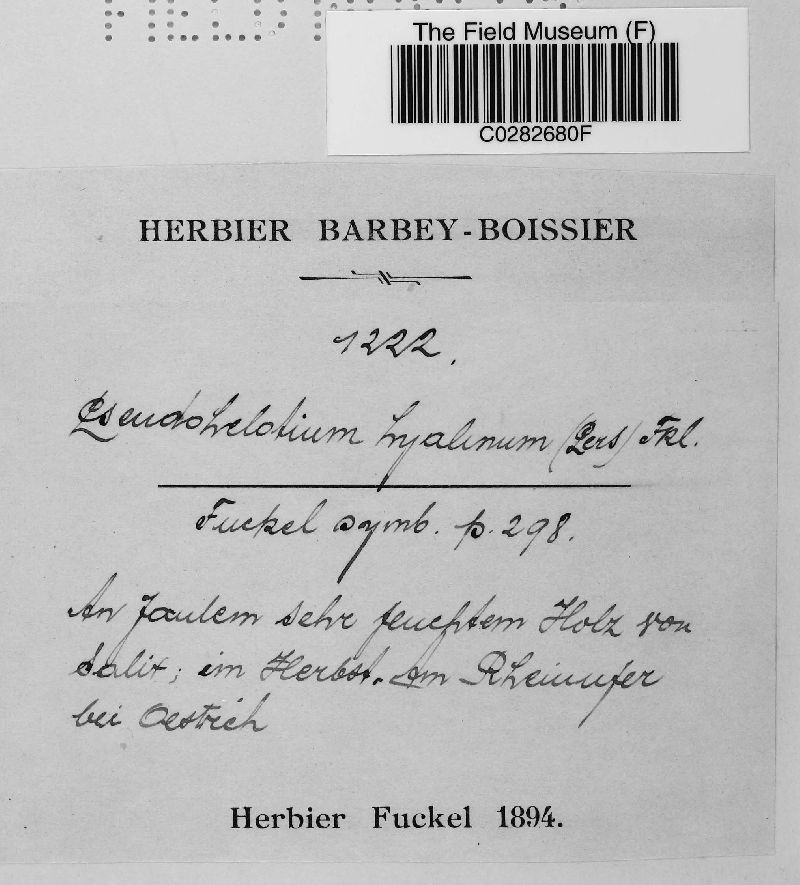 The Field Museum (F)
C0282680F
HERBIER BARBEY-BOISSIER
1222.
Pseudohelotium hyalinum (Pers) Fkl.
Fuckel symb. p. 298.
An faulem sehr feuchtem Holz von
Salix; im Herbst. Am Rheinufer
bei Oestrich
Herbier Fuckel 1894.